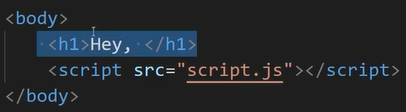 <body>
<h1>Hey, </h1>
<script src="script.js"></script>
</body>